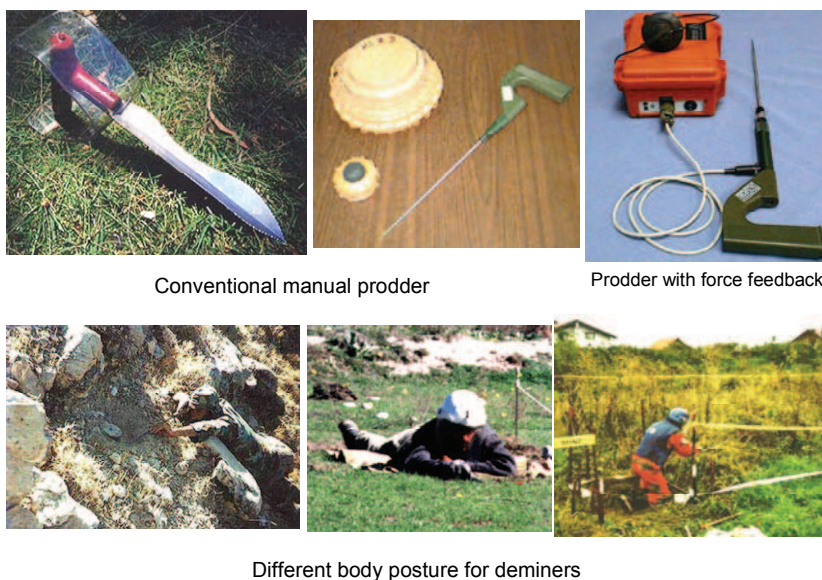 Conventional manual prodder
Prodder with force feedback
Different body posture for deminers